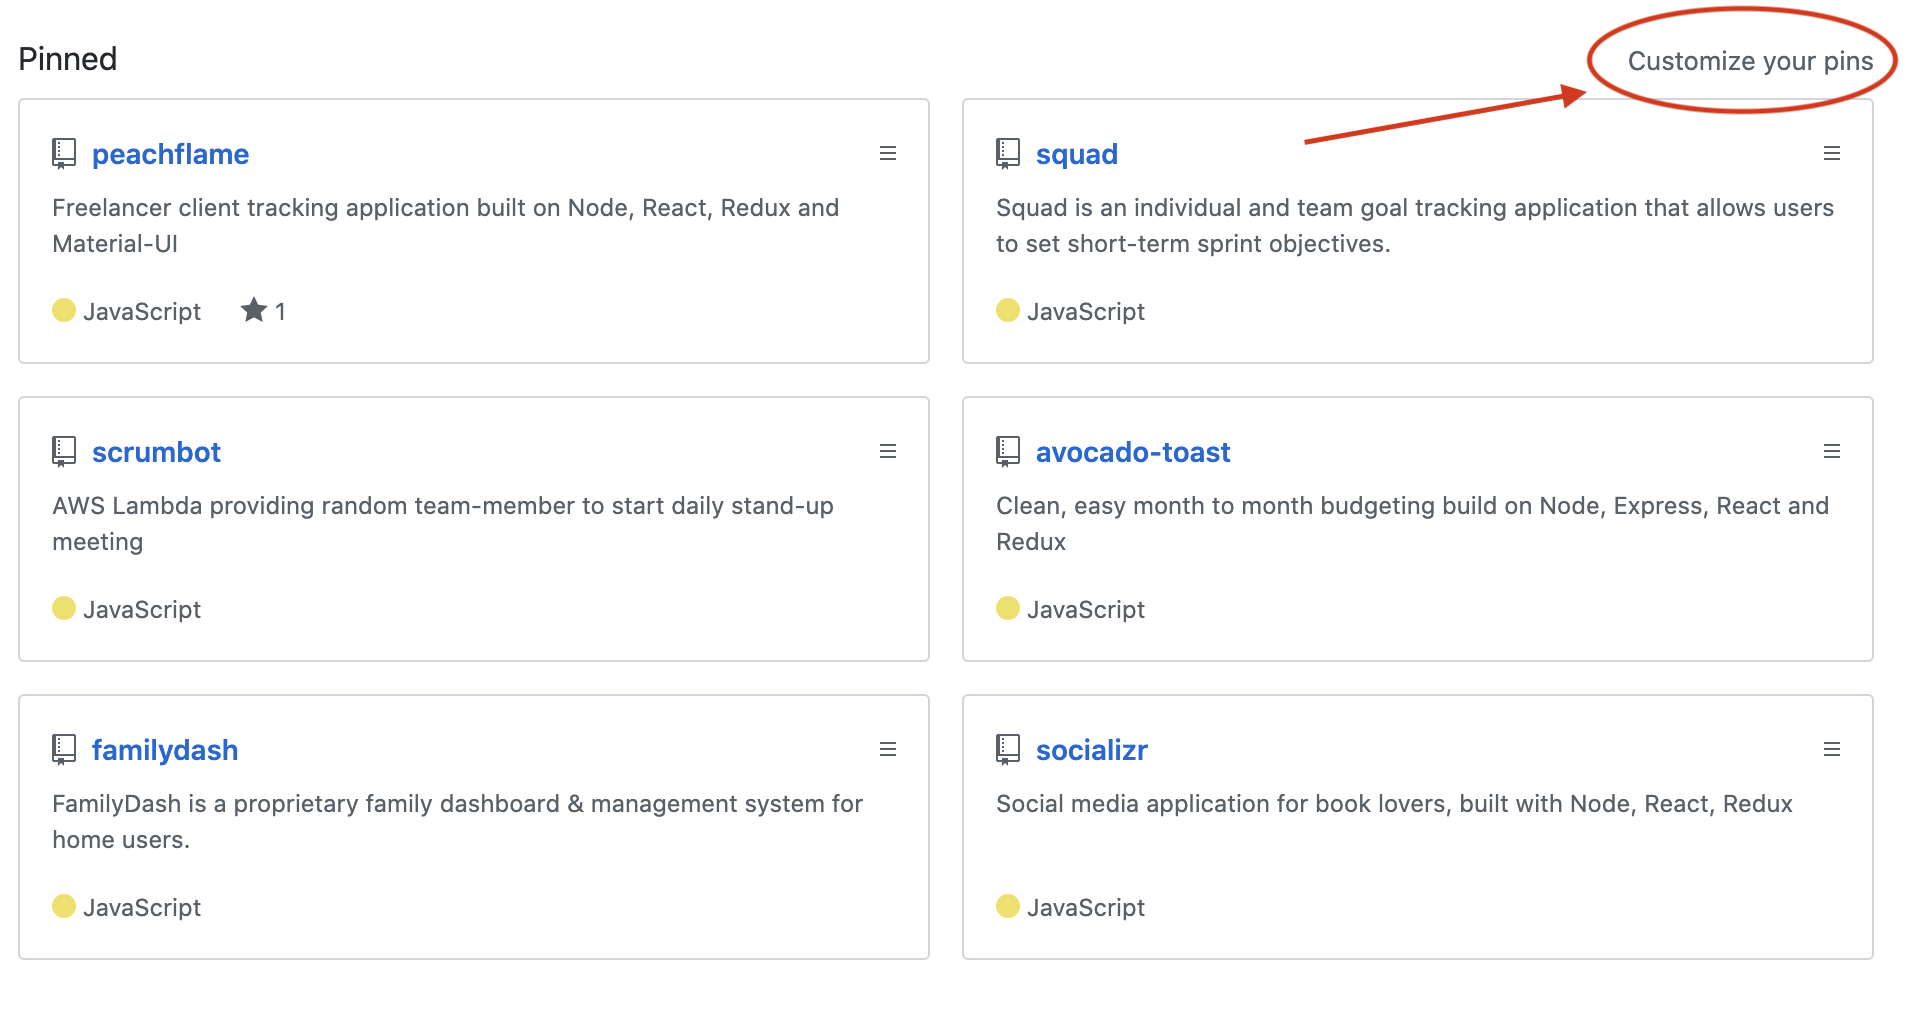 Pinned
Customize your pins
peachflame
Freelancer client tracking application built on Node, React, Redux and
Material-UI
JavaScript 1
squad
Squad is an individual and team goal tracking application that allows users
to set short-term sprint objectives.
JavaScript
scrumbot
AWS Lambda providing random team-member to start daily stand-up
meeting
JavaScript
avocado-toast
Clean, easy month to month budgeting build on Node, Express, React and
Redux
JavaScript
familydash
FamilyDash is a proprietary family dashboard & management system for
home users.
JavaScript
socializr
Social media application for book lovers, built with Node, React, Redux
JavaScript